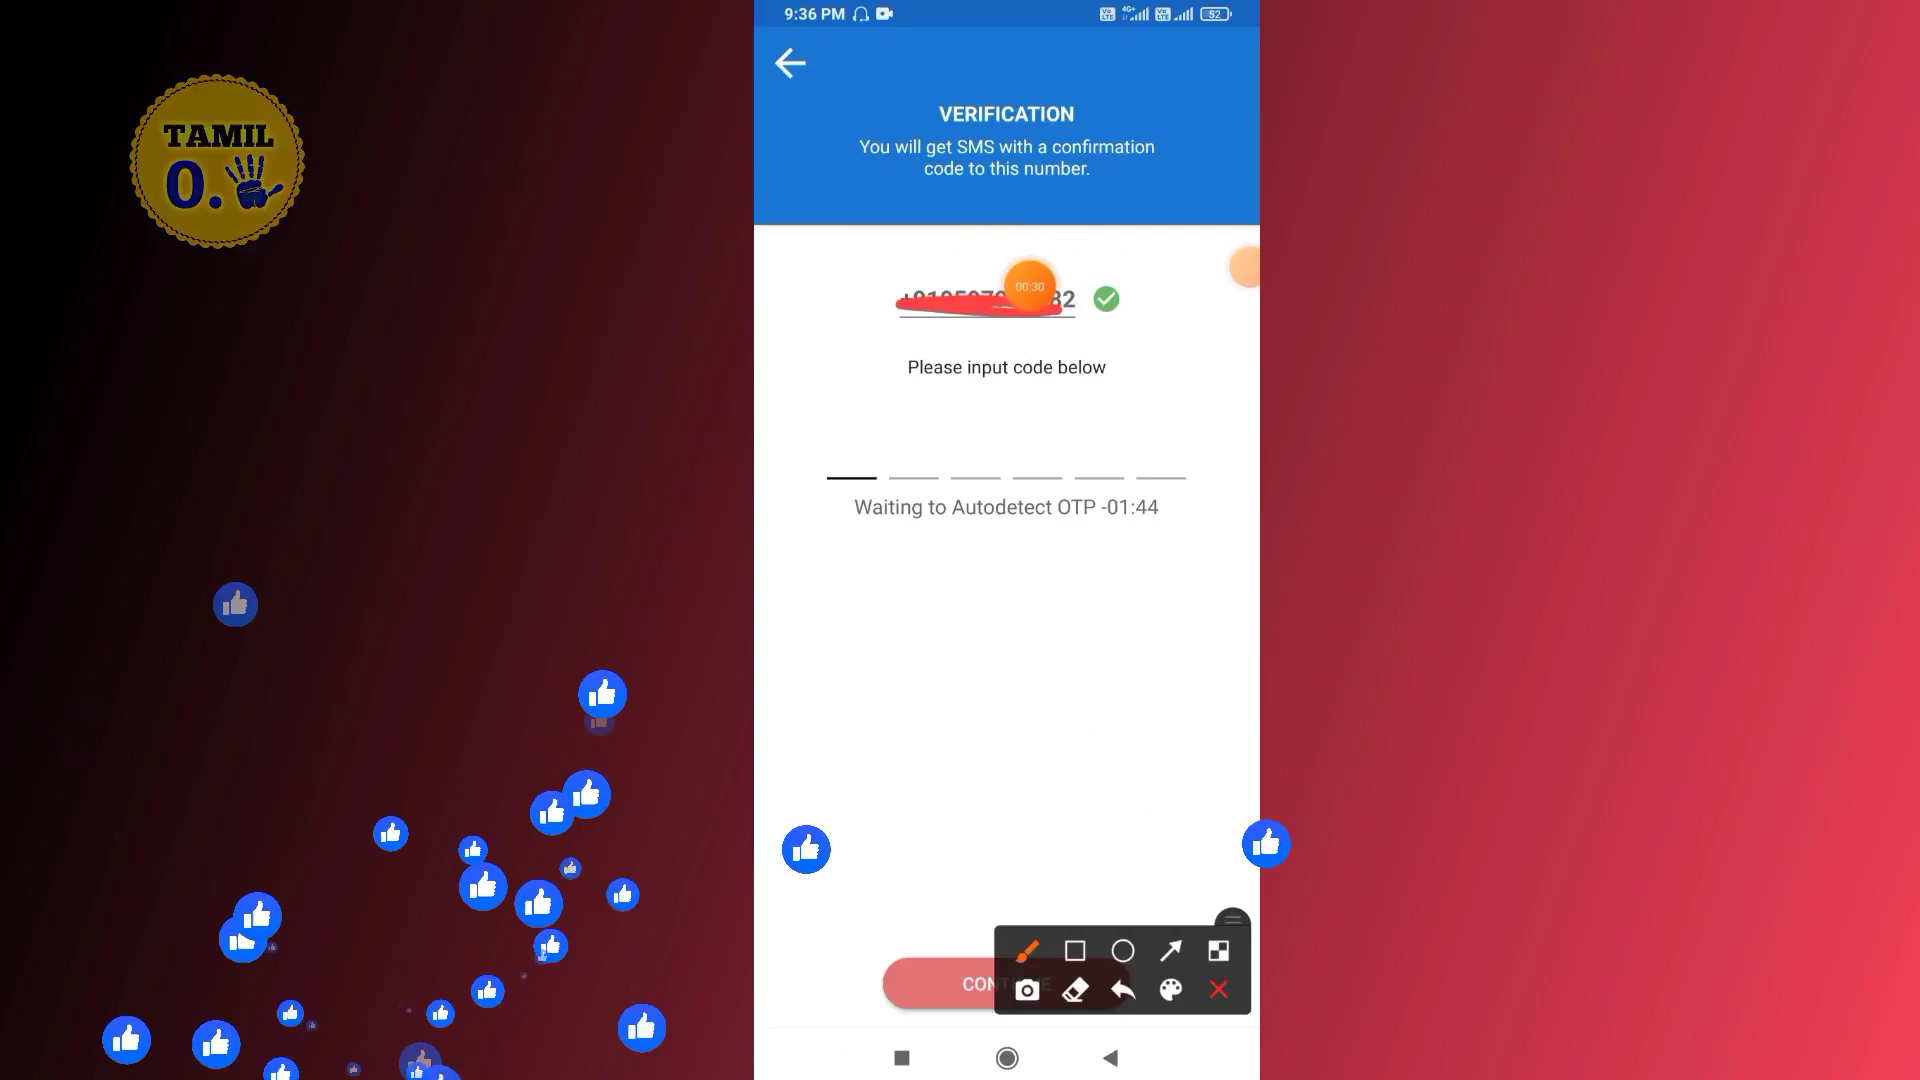 9:36 PM
52
TAMIL
0.
VERIFICATION
You will get SMS with a confirmation
code to this number.
00:30
32
Please input code below
Waiting to Autodetect OTP -01:44